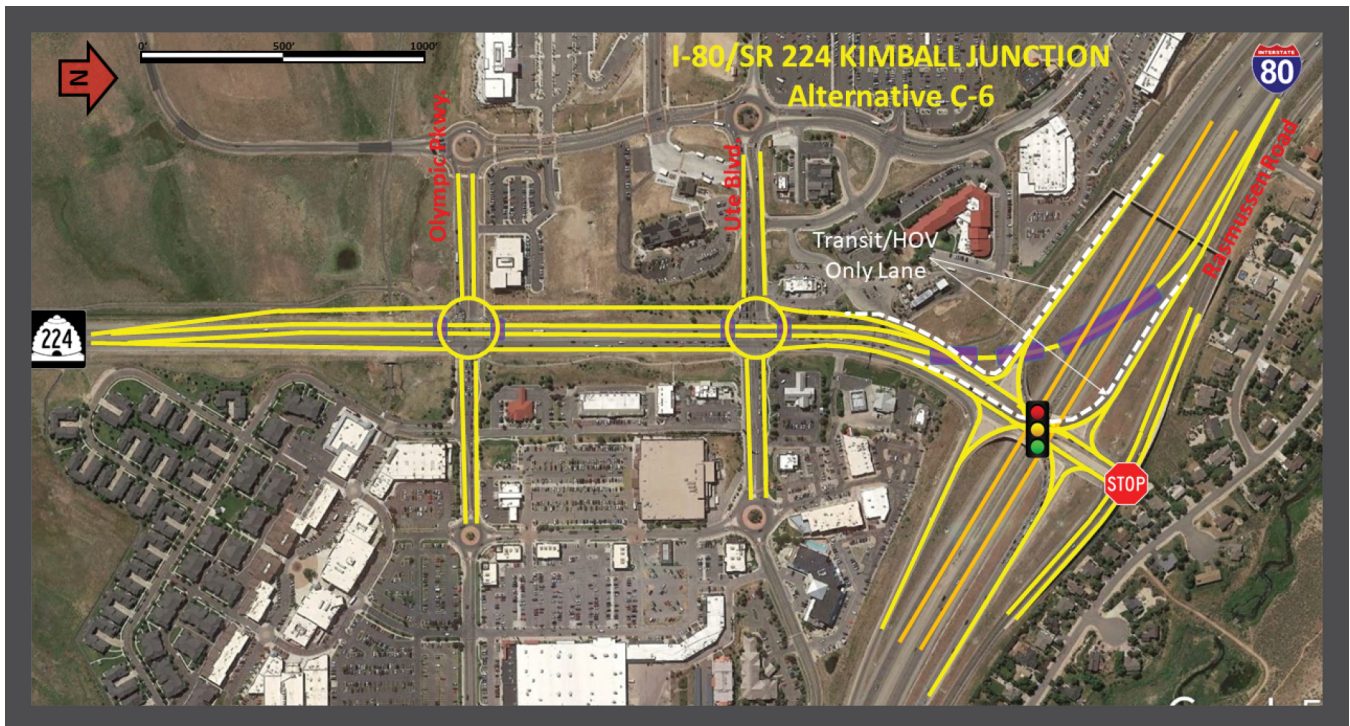 N
0'
500'
1000'
I-80/SR 224 KIMBALL JUNCTION
Alternative C-6
INTERSTATE
80
Olympic Pkwy.
Ute Blvd.
Rasmussen Road
Transit/HOV
Only Lane
224
STOP